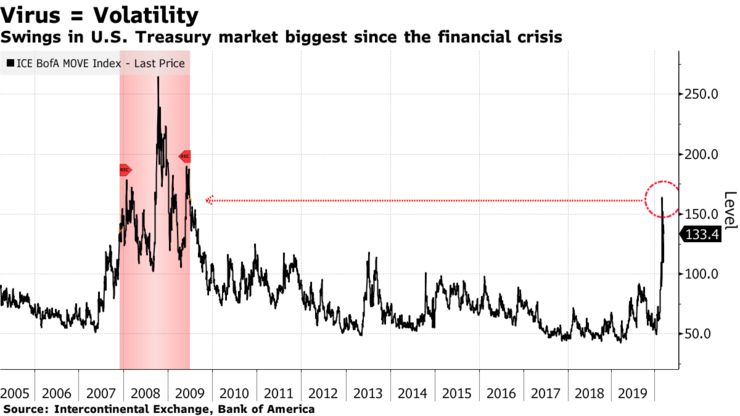 Virus = Volatility
Swings in U.S. Treasury market biggest since the financial crisis
ICE BofA MOVE Index - Last Price
250.0
200.0
150.0
133.4
100.0
50.0
Level
2005 2006 2007 2008 2009 2010 2011 2012 2013 2014 2015 2016 2017 2018 2019
Source: Intercontinental Exchange, Bank of America